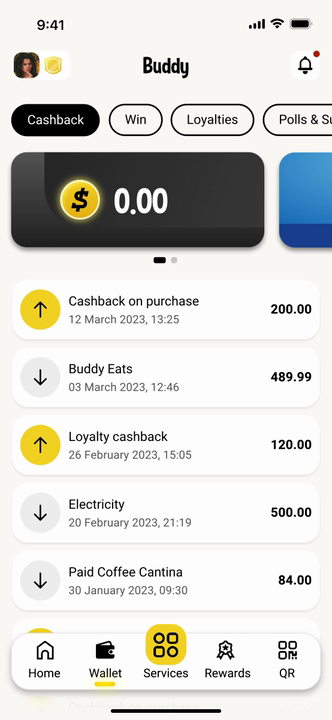 9:41
Buddy
Cashback
Win
Loyalties
Polls & Su
$ 0.00
Cashback on purchase
12 March 2023, 13:25
200.00
Buddy Eats
03 March 2023, 12:46
489.99
Loyalty cashback
26 February 2023, 15:05
120.00
Electricity
20 February 2023, 21:19
500.00
Paid Coffee Cantina
30 January 2023, 09:30
84.00
Home
Wallet
Services
Rewards
QR